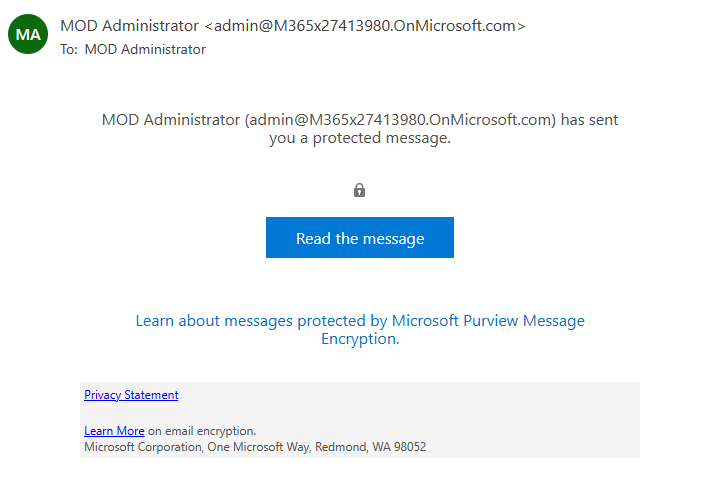 MA
MOD Administrator <admin@M365x27413980.OnMicrosoft.com>
To: MOD Administrator
MOD Administrator (admin@M365x27413980.OnMicrosoft.com) has sent
you a protected message.
Read the message
Learn about messages protected by Microsoft Purview Message
Encryption.
Privacy Statement
Learn More on email encryption.
Microsoft Corporation, One Microsoft Way, Redmond, WA 98052